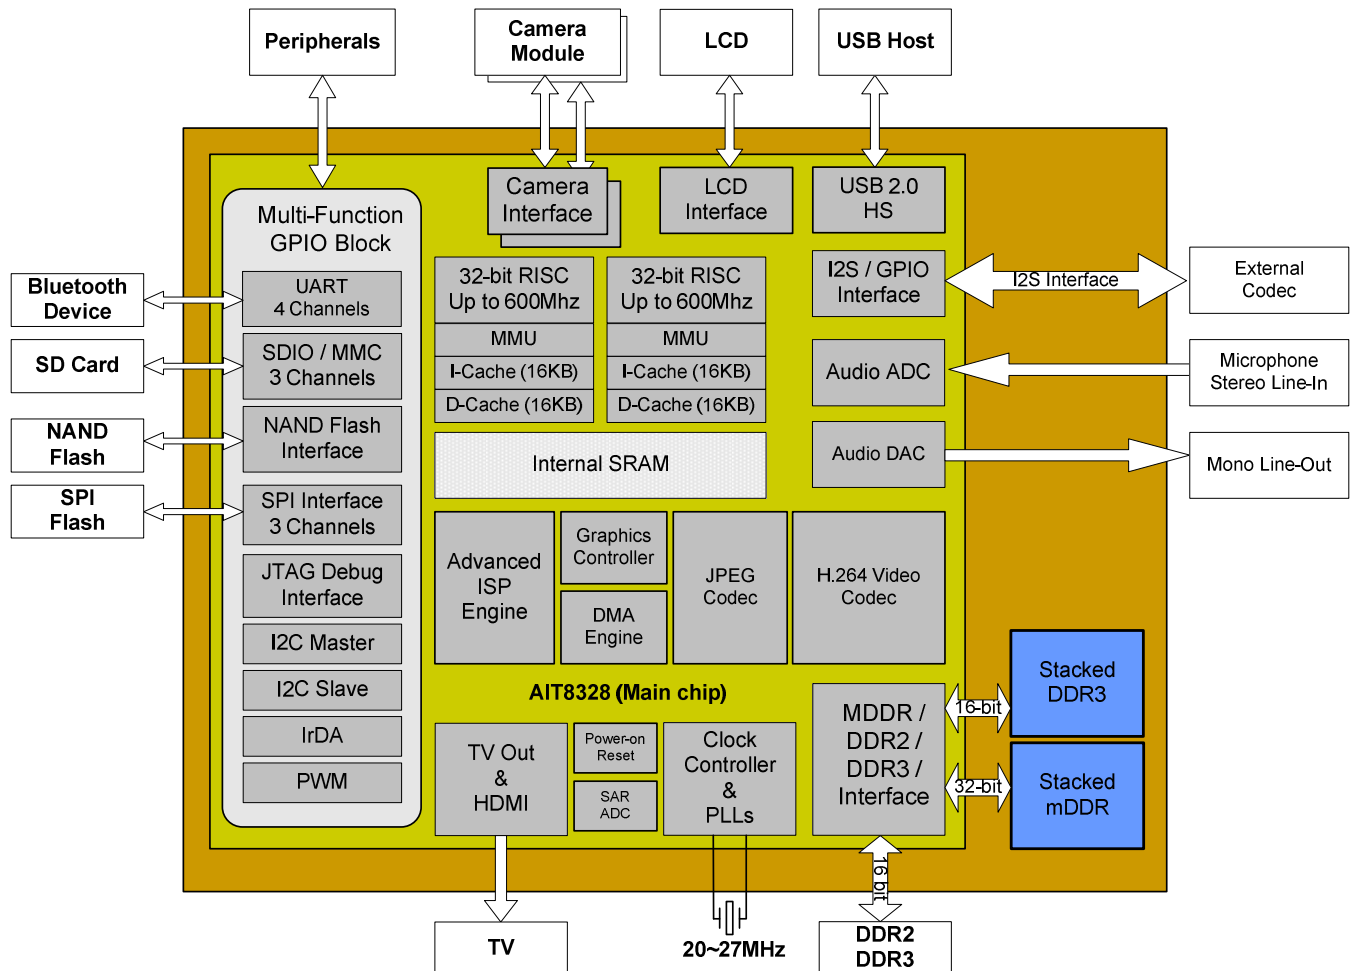 Peripherals
Camera
Module
LCD
USB Host
Camera
Interface
LCD
Interface
USB 2.0
HS
Multi-Function
GPIO Block
UART
4 Channels
SDIO / MMC
3 Channels
NAND Flash
Interface
SPI Interface
3 Channels
JTAG Debug
Interface
I2C Master
I2C Slave
IrDA
PWM
Bluetooth
Device
SD Card
NAND
Flash
SPI
Flash
32-bit RISC
Up to 600Mhz
MMU
I-Cache (16KB)
D-Cache (16KB)
32-bit RISC
Up to 600Mhz
MMU
I-Cache (16KB)
D-Cache (16KB)
Internal SRAM
I2S / GPIO
Interface
I2S Interface
External
Codec
Audio ADC
Microphone
Stereo Line-In
Audio DAC
Mono Line-Out
Advanced
ISP
Engine
Graphics
Controller
DMA
Engine
JPEG
Codec
H.264 Video
Codec
AIT8328 (Main chip)
TV Out
&
HDMI
Power-on
Reset
SAR
ADC
Clock
Controller
&
PLLs
MDDR /
DDR2 /
DDR3 /
Interface
16-bit
32-bit
Stacked
DDR3
Stacked
mDDR
16 bit
TV
20~27MHz
DDR2
DDR3